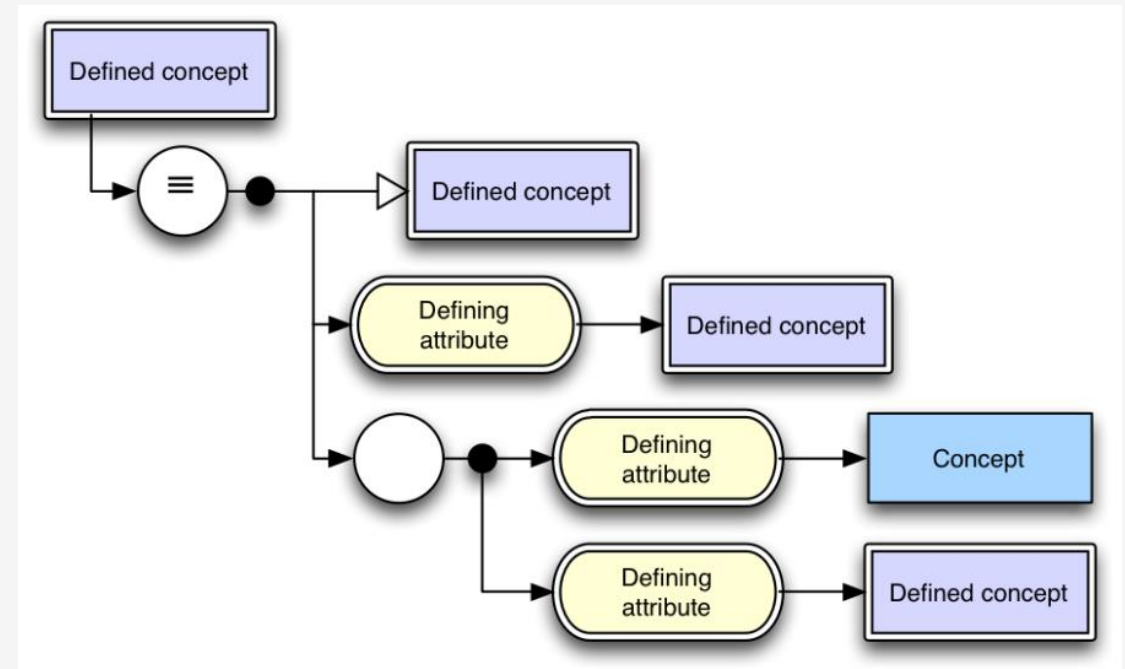 Defined concept
≡
Defined concept
Defining
attribute
Defined concept
Defining
attribute
Concept
Defining
attribute
Defined concept